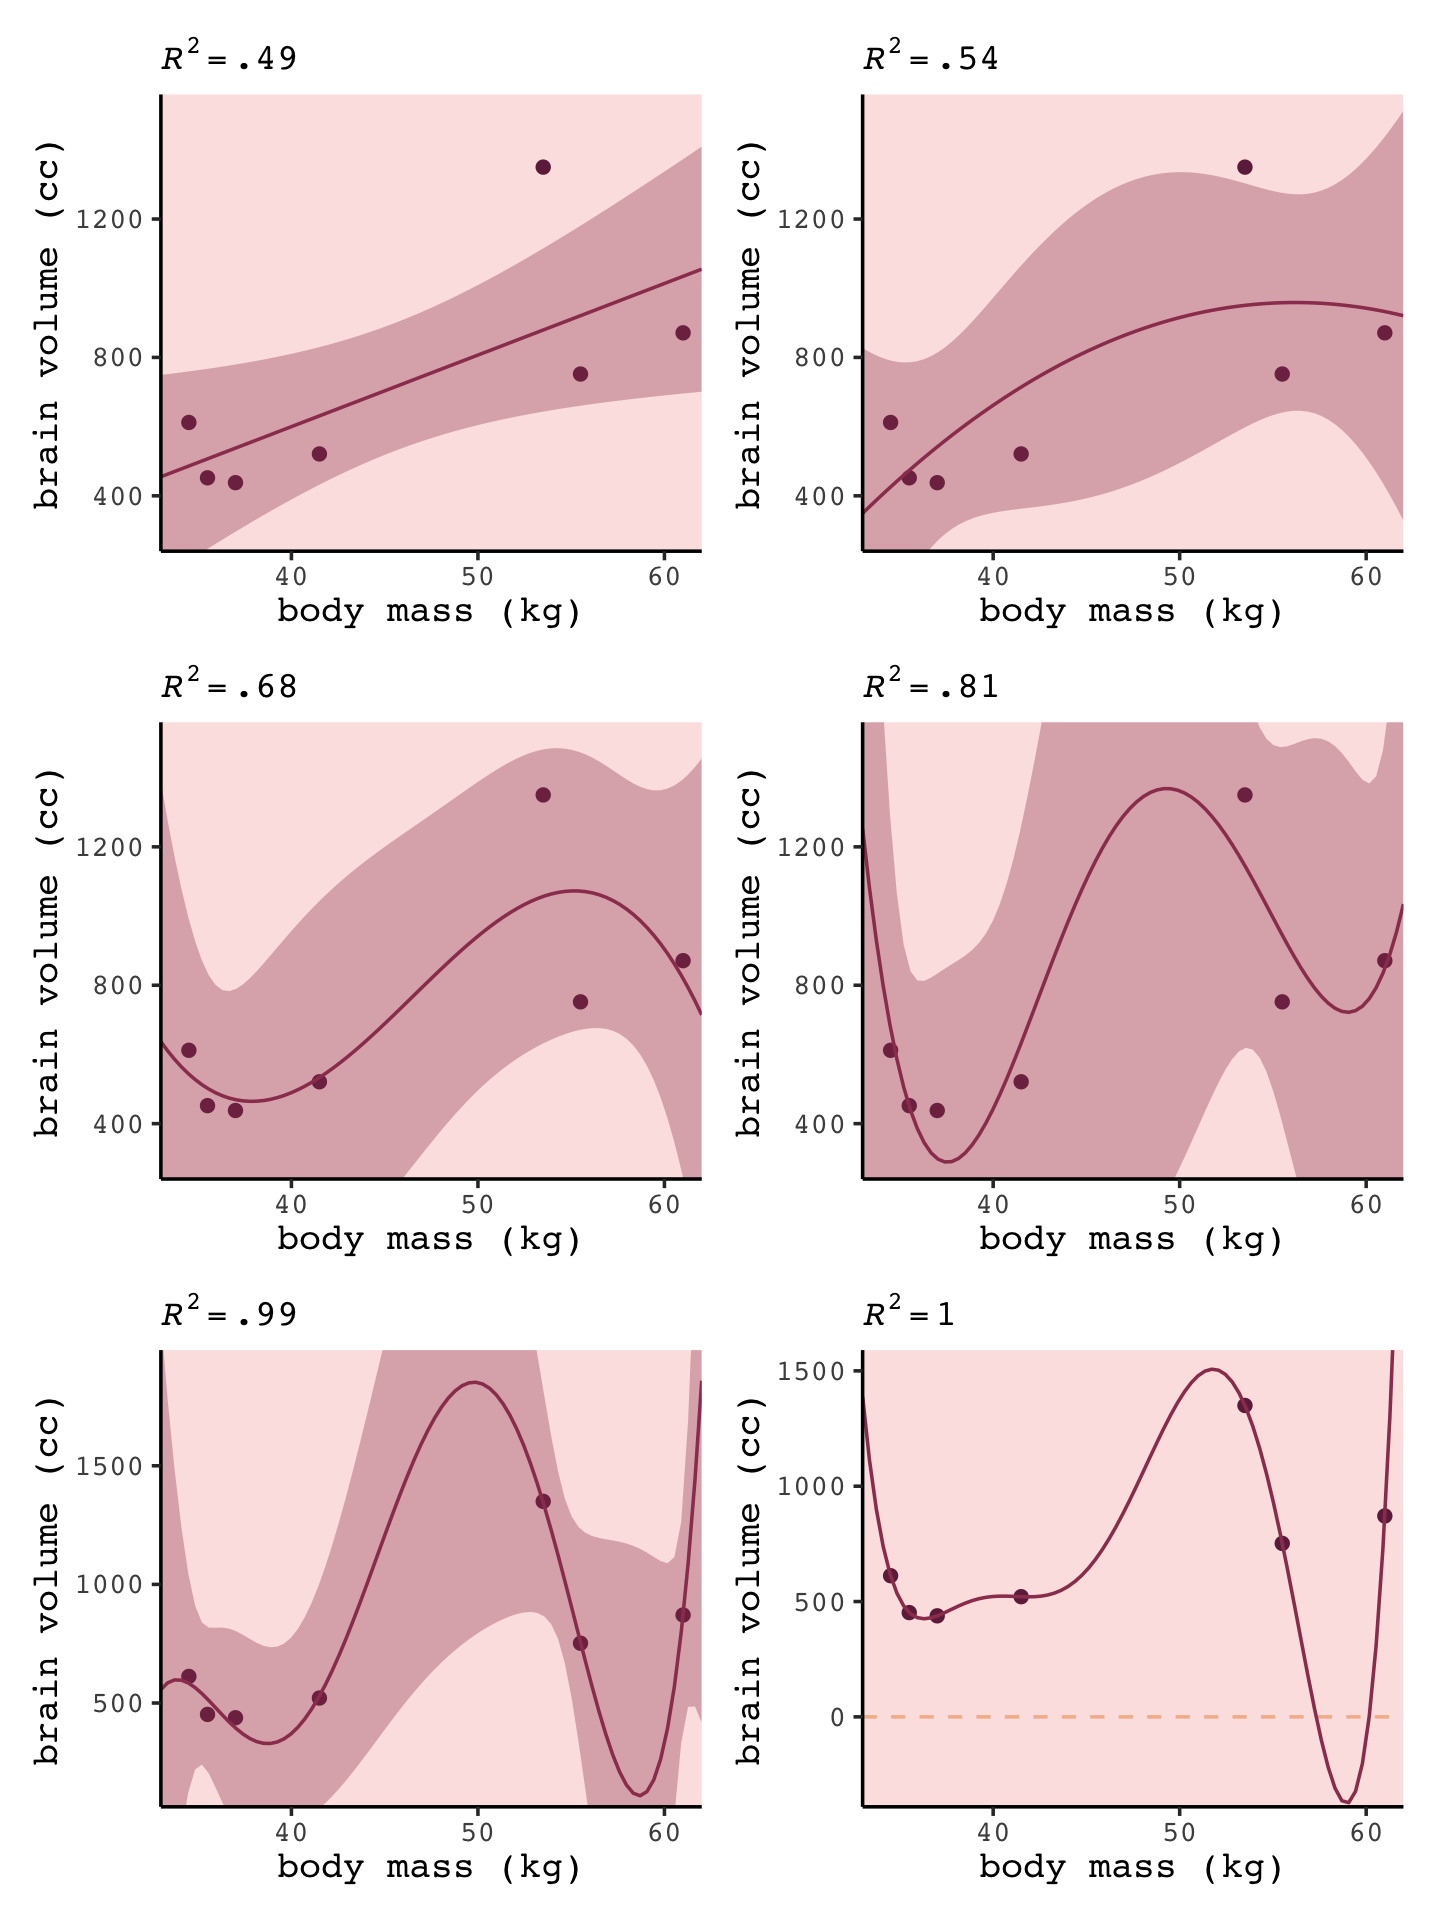 R²=.49
brain volume (cc)
1200
800
400
40 50 60
body mass (kg)
R²=.54
brain volume (cc)
1200
800
400
40 50 60
body mass (kg)
R²=.68
brain volume (cc)
1200
800
400
40 50 60
body mass (kg)
R²=.81
brain volume (cc)
1200
800
400
40 50 60
body mass (kg)
R²=.99
brain volume (cc)
1500
1000
500
40 50 60
body mass (kg)
R²=1
brain volume (cc)
1500
1000
500
0
40 50 60
body mass (kg)